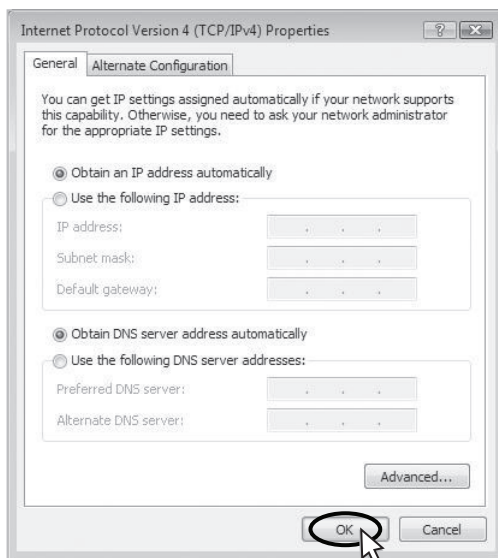 Internet Protocol Version 4 (TCP/IPv4) Properties
General
Alternate Configuration
You can get IP settings assigned automatically if your network supports
this capability. Otherwise, you need to ask your network administrator
for the appropriate IP settings.
Obtain an IP address automatically
Use the following IP address:
IP address:
Subnet mask:
Default gateway:
Obtain DNS server address automatically
Use the following DNS server addresses:
Preferred DNS server:
Alternate DNS server:
Advanced...
OK
Cancel